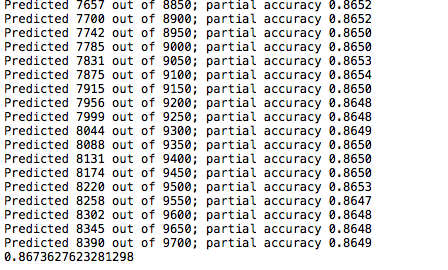 Predicted 7657 out of 8850; partial accuracy 0.8652
Predicted 7700 out of 8900; partial accuracy 0.8652
Predicted 7742 out of 8950; partial accuracy 0.8650
Predicted 7785 out of 9000; partial accuracy 0.8650
Predicted 7831 out of 9050; partial accuracy 0.8653
Predicted 7875 out of 9100; partial accuracy 0.8654
Predicted 7915 out of 9150; partial accuracy 0.8650
Predicted 7956 out of 9200; partial accuracy 0.8648
Predicted 7999 out of 9250; partial accuracy 0.8648
Predicted 8044 out of 9300; partial accuracy 0.8649
Predicted 8088 out of 9350; partial accuracy 0.8650
Predicted 8131 out of 9400; partial accuracy 0.8650
Predicted 8174 out of 9450; partial accuracy 0.8650
Predicted 8220 out of 9500; partial accuracy 0.8653
Predicted 8258 out of 9550; partial accuracy 0.8647
Predicted 8302 out of 9600; partial accuracy 0.8648
Predicted 8345 out of 9650; partial accuracy 0.8648
Predicted 8390 out of 9700; partial accuracy 0.8649
0.8673627623281298